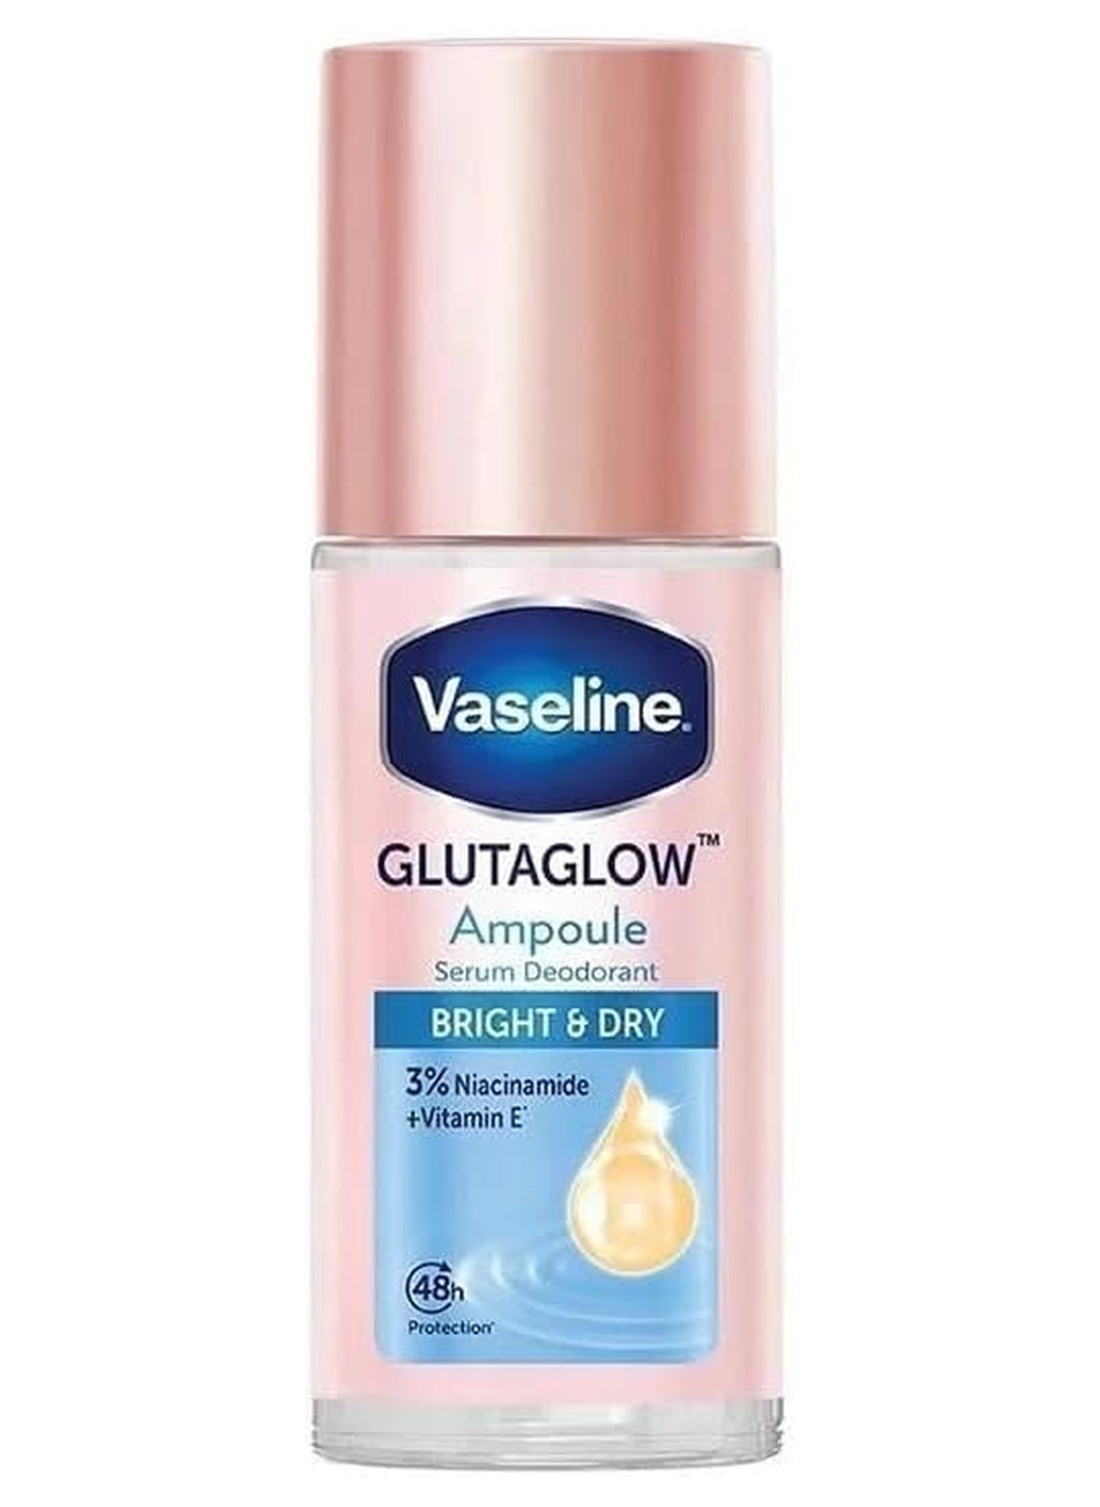 Vaseline®
GLUTAGLOW™
Ampoule
Serum Deodorant
BRIGHT & DRY
3% Niacinamide
+Vitamin E*
48h
Protection*